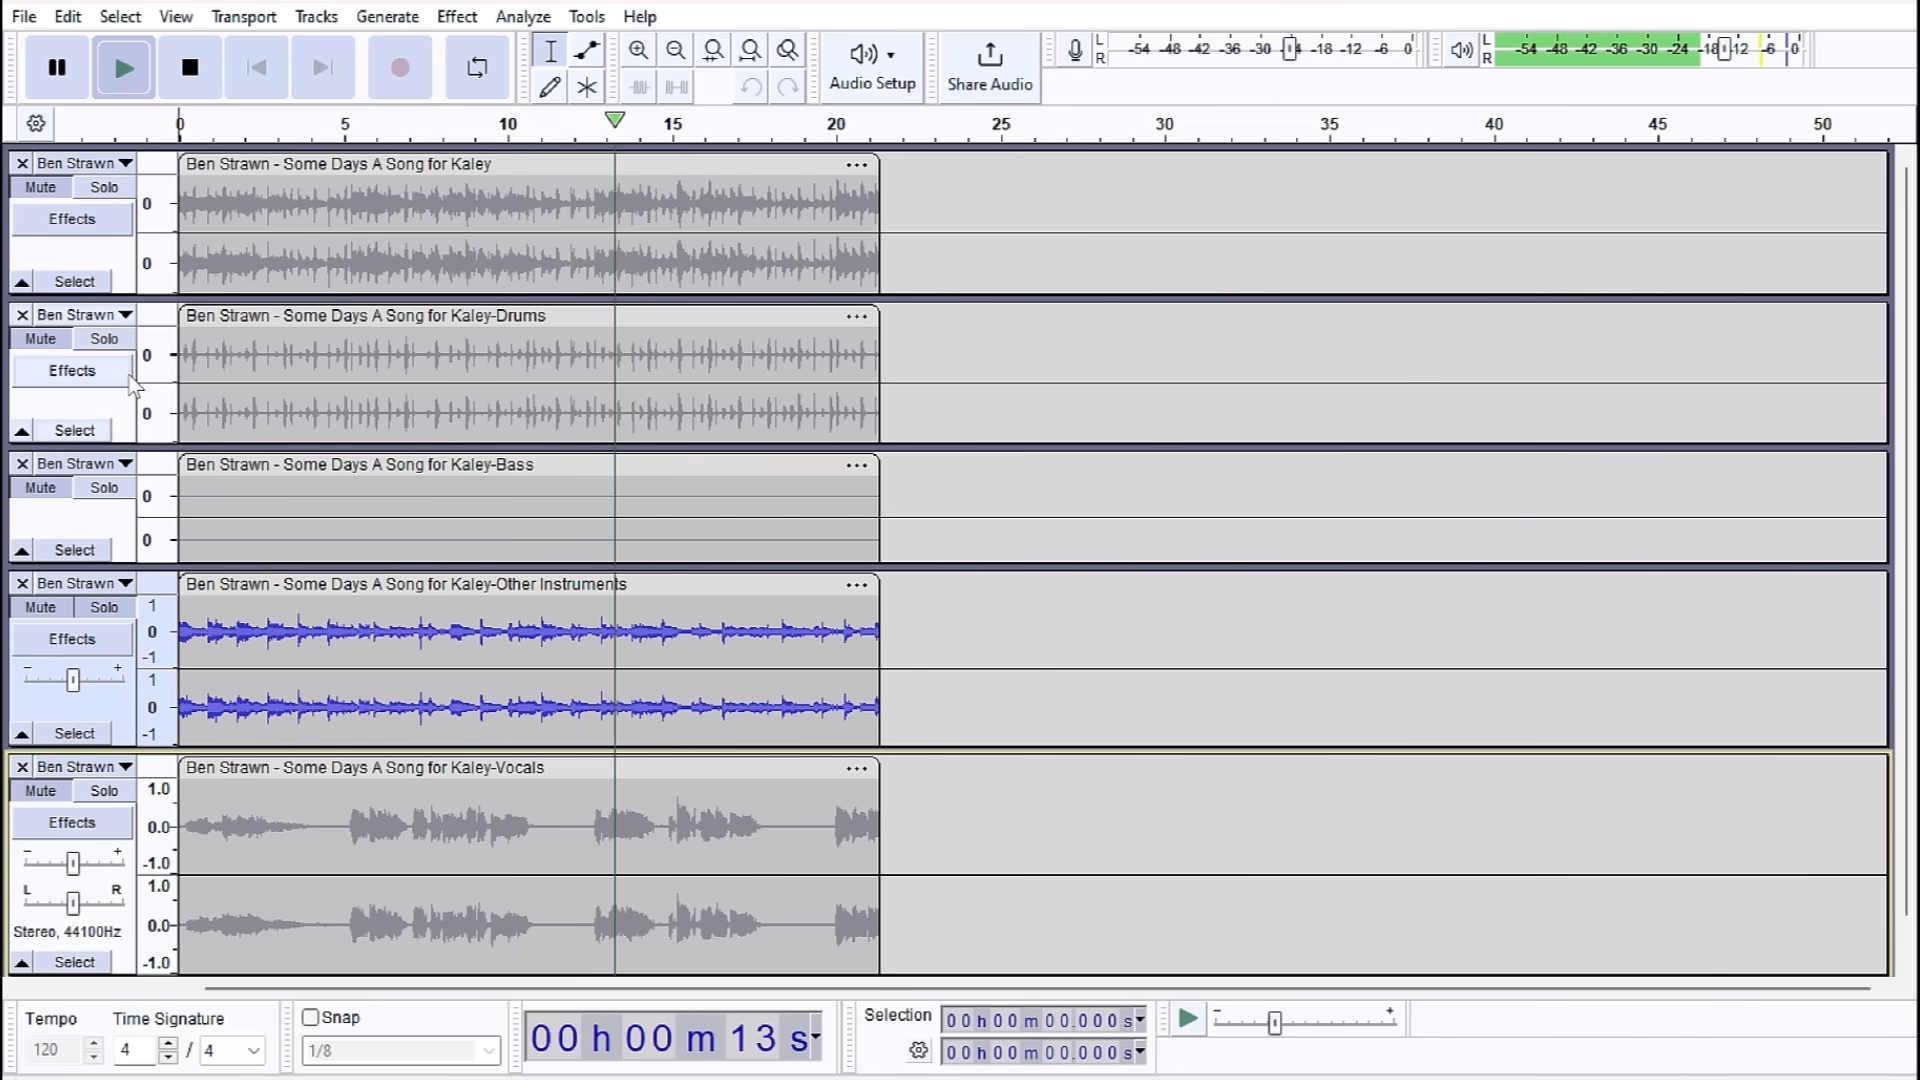 File Edit Select View Transport Tracks Generate Effect Analyze Tools Help
Audio Setup
Share Audio
L
R
-54 -48 -42 -36 -30 -18 -12 -6 0
L
R
-54 -48 -42 -36 -30 -24 -18 -12 -6 0
0 5 10 15 20 25 30 35 40 45 50
Ben Strawn
Ben Strawn - Some Days A Song for Kaley
Mute Solo
Effects
0
0
Select
Ben Strawn
Ben Strawn - Some Days A Song for Kaley-Drums
Mute Solo
Effects
0
0
Select
Ben Strawn
Ben Strawn - Some Days A Song for Kaley-Bass
Mute Solo
0
0
Select
Ben Strawn
Ben Strawn - Some Days A Song for Kaley-Other Instruments
Mute Solo
Effects
1
0
-1
1
0
-1
Select
Ben Strawn
Ben Strawn - Some Days A Song for Kaley-Vocals
Mute Solo
Effects
L R
Stereo, 44100Hz
1.0
0.0
-1.0
1.0
0.0
-1.0
Select
Tempo
120
Time Signature
4 / 4
Snap
1/8
00 h 00 m 13 s
Selection
00 h 00 m 00.000 s
00 h 00 m 00.000 s